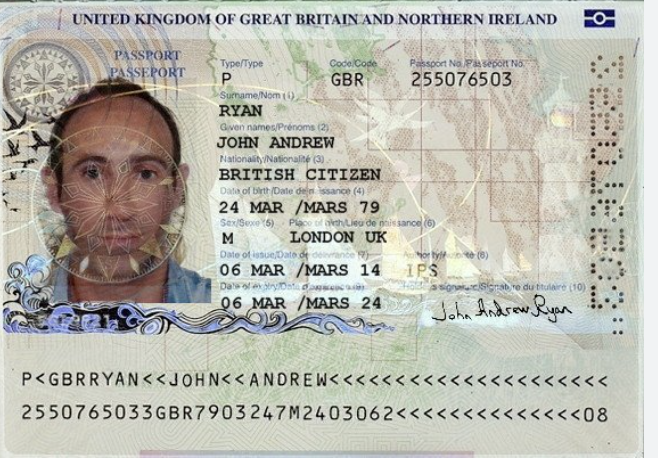 UNITED KINGDOM OF GREAT BRITAIN AND NORTHERN IRELAND
PASSPORT
PASSEPORT
Type/Type Code/Code Passport No./Passeport No.
P GBR 255076503
Surname/Nom (1)
RYAN
Given names/Prénoms (2)
JOHN ANDREW
Nationality/Nationalité (3)
BRITISH CITIZEN
Date of birth/Date de naissance (4)
24 MAR /MARS 79
Sex/Sexe (5) Place of birth/Lieu de naissance (6)
M LONDON UK
Date of issue/Date de délivrance (7) Authority/Autorité (8)
06 MAR /MARS 14 IPS
Date of expiry/Date d'expiration (9) Holder's signature/Signature du titulaire (10)
06 MAR /MARS 24
John Andrew Ryan
P<GBRRYAN<<JOHN<<ANDREW<<<<<<<<<<<<<<<<<<<<<
2550765033GBR7903247M2403062<<<<<<<<<<<<<<08